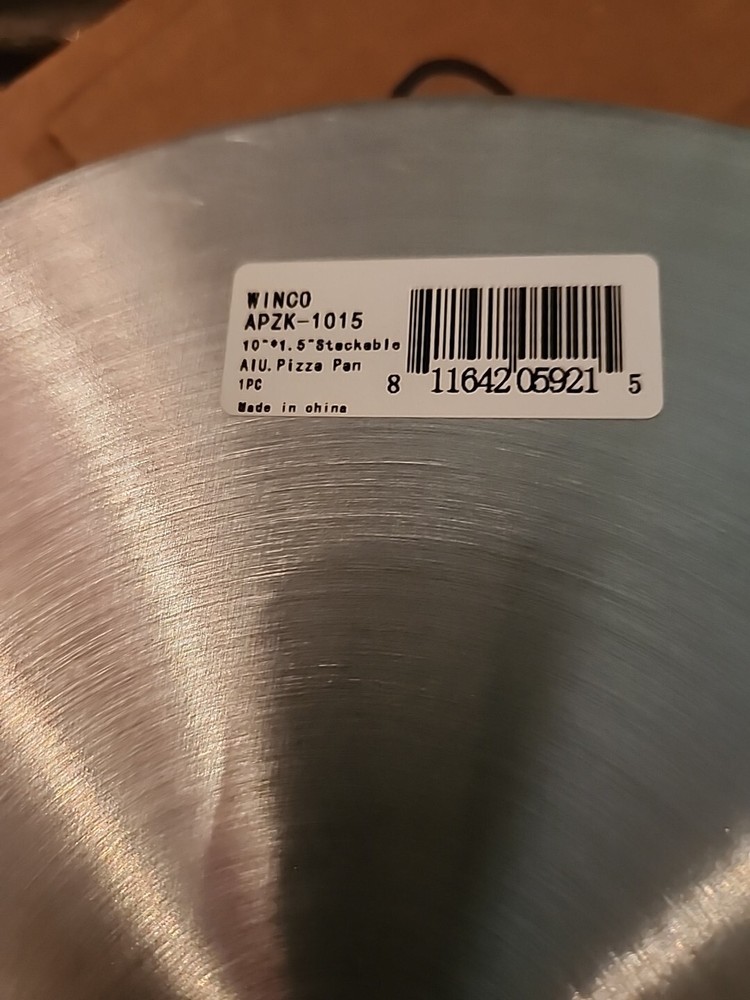 WINCO
APZK-1015
10"*1.5"Stackable
AlU.Pizza Pan
1PC
Made in china
8 11642 05921 5